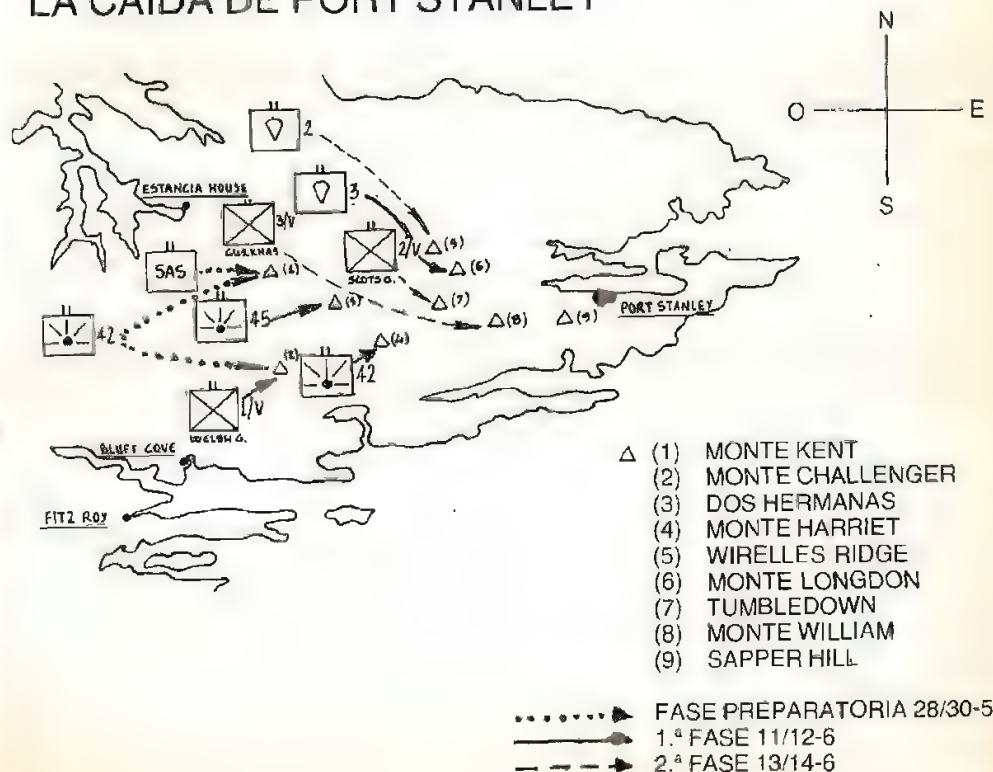 LA CAÍDA DE PORT STANLEY
N
O
E
S
2
3
ESTANCIA HOUSE
3/V
GURKHAS
2/V
SCOTS G.
(5)
(6)
SAS
(1)
(7)
PORT STANLEY
45
(3)
(8)
(9)
42
(4)
(2)
42
1/V
WELSH G.
BLUFF COVE
FITZ ROY
(1) MONTE KENT
(2) MONTE CHALLENGER
(3) DOS HERMANAS
(4) MONTE HARRIET
(5) WIRELLES RIDGE
(6) MONTE LONGDON
(7) TUMBLEDOWN
(8) MONTE WILLIAM
(9) SAPPER HILL
FASE PREPARATORIA 28/30-5
1.ª FASE 11/12-6
2.ª FASE 13/14-6